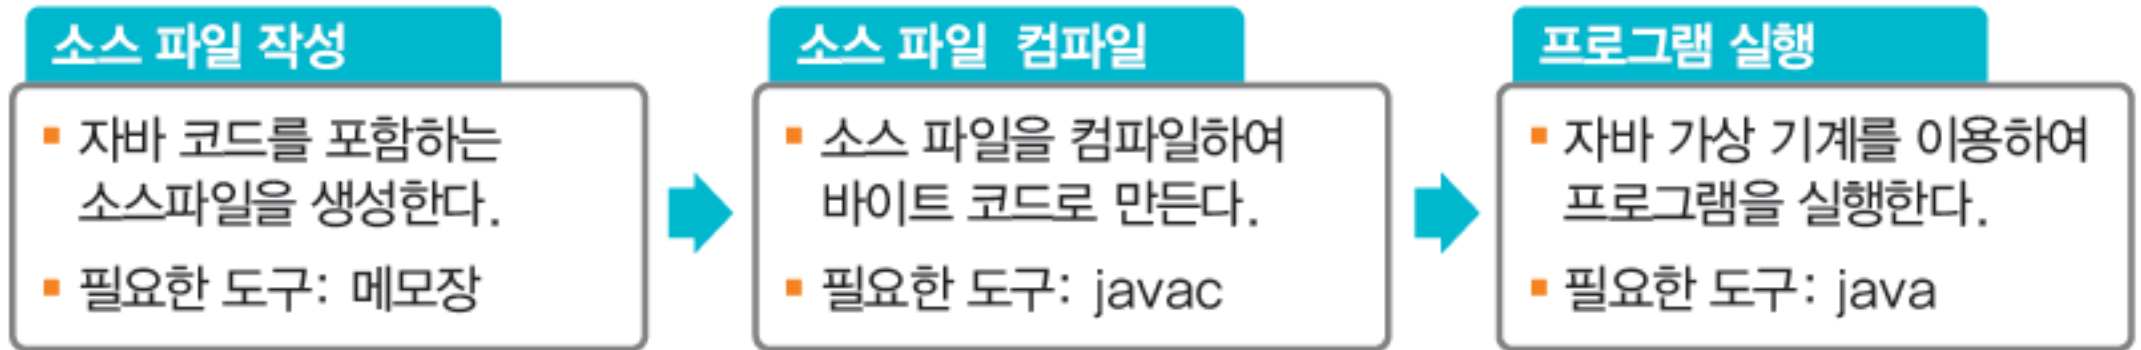 소스 파일 작성
자바 코드를 포함하는
소스파일을 생성한다.
필요한 도구: 메모장
소스 파일 컴파일
소스 파일을 컴파일하여
바이트 코드로 만든다.
필요한 도구: javac
프로그램 실행
자바 가상 기계를 이용하여
프로그램을 실행한다.
필요한 도구: java